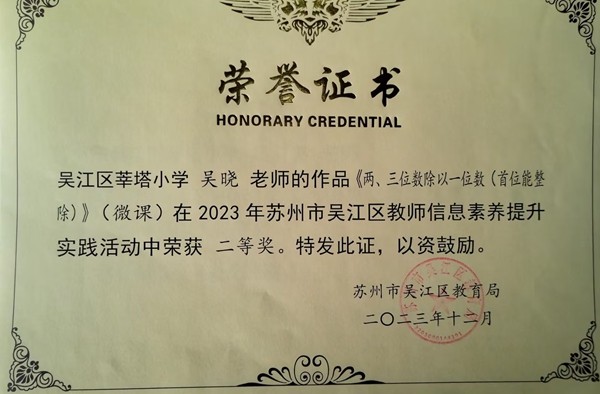 荣誉证书
HONORARY CREDENTIAL
吴江区莘塔小学 吴晓 老师的作品《两、三位数除以一位数（首位能整
除）》（微课）在 2023 年苏州市吴江区教师信息素养提升
实践活动中荣获 二等奖。特发此证，以资鼓励。
苏州市吴江区教育局
二〇二三年十二月